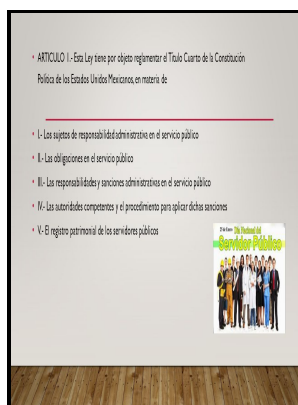 • ARTICULO 1.- Esta Ley tiene por objeto reglamentar el Título Cuarto de la Constitución
Política de los Estados Unidos Mexicanos, en materia de
• I.- Los sujetos de responsabilidad administrativa en el servicio público
• II.- Las obligaciones en el servicio público
• III.- Las responsabilidades y sanciones administrativas en el servicio público
• IV.- Las autoridades competentes y el procedimiento para aplicar dichas sanciones
• V.- El registro patrimonial de los servidores públicos
Día Nacional del
Servidor Público